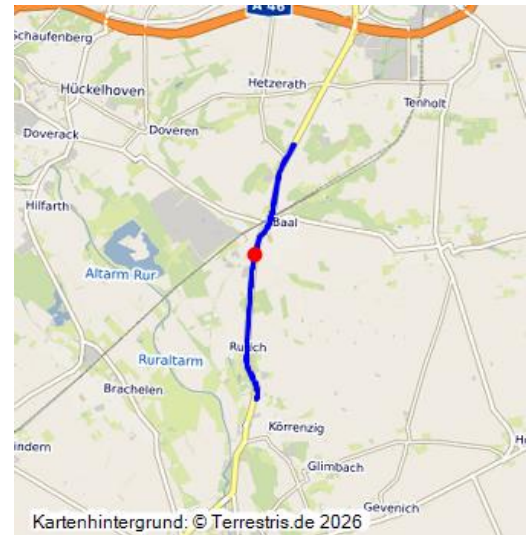 A 46
Schaufenberg
Hetzerath
Hückelhoven
Tenholt
Doverack
Doveren
Hilfarth
Baal
Altarm Rur
Rurich
Ruraltarm
Brachelen
Körrenzig
indern
Glimbach
Gevenich
Kartenhintergrund: © Terrestris.de 2026